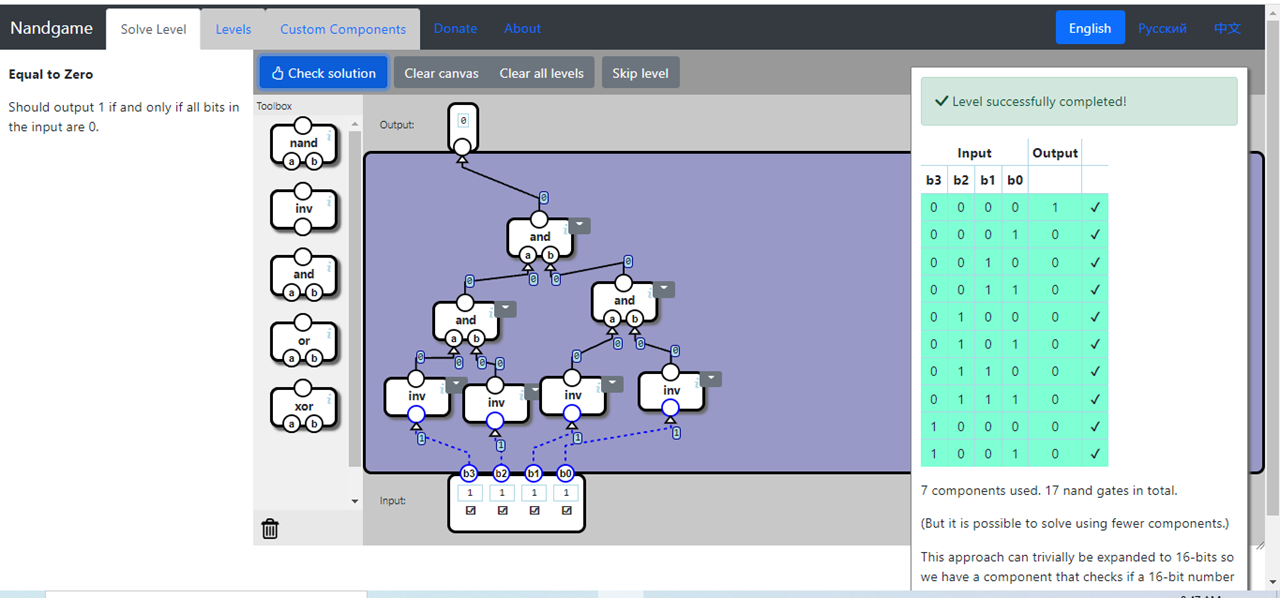 Nandgame Solve Level Levels Custom Components Donate About English Русский 中文
Equal to Zero
Should output 1 if and only if all bits in
the input are 0.
Check solution Clear canvas Clear all levels Skip level
Toolbox
nand
a b
inv
and
a b
or
a b
xor
a b
Output:
0
0
and
a b
0 0
0 0
and
a b
and
a b
0 0 0 0
0 0 0 0
inv inv inv inv
1 1 1 1
b3 b2 b1 b0
Input:
1 1 1 1
Level successfully completed!
Input Output
b3 b2 b1 b0
0 0 0 0 1 ✓
0 0 0 1 0 ✓
0 0 1 0 0 ✓
0 0 1 1 0 ✓
0 1 0 0 0 ✓
0 1 0 1 0 ✓
0 1 1 0 0 ✓
0 1 1 1 0 ✓
1 0 0 0 0 ✓
1 0 0 1 0 ✓
7 components used. 17 nand gates in total.
(But it is possible to solve using fewer components.)
This approach can trivially be expanded to 16-bits so
we have a component that checks if a 16-bit number